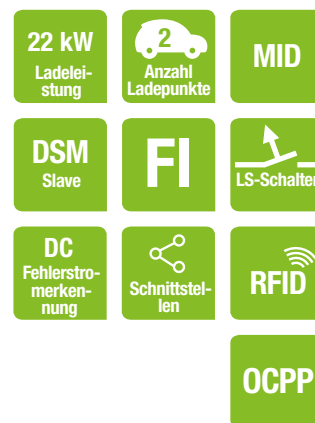 22 kW
Ladelei-
stung
2
Anzahl
Ladepunkte
MID
DSM
Slave
FI
LS-Schalter
DC
Fehlerstro-
merken-
nung
Schnittstel-
len
RFID
OCPP